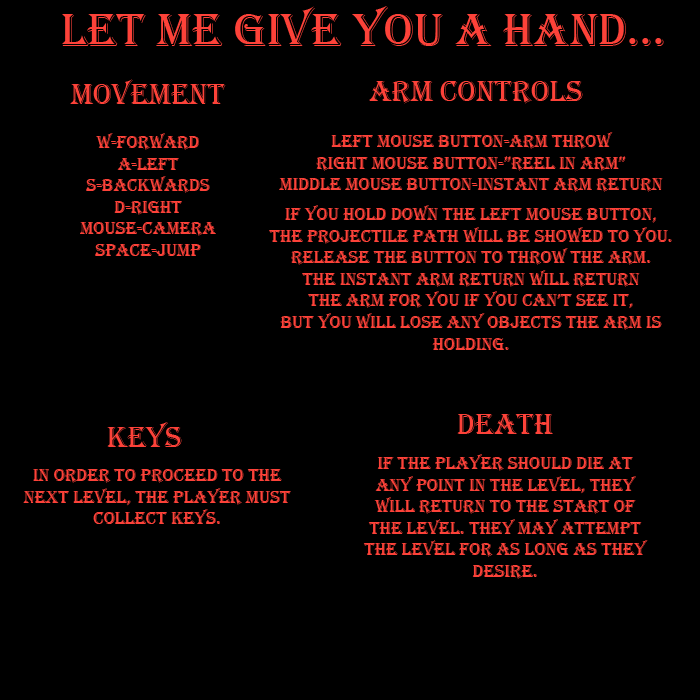 LET ME GIVE YOU A HAND...
MOVEMENT
W=FORWARD
A=LEFT
S=BACKWARDS
D=RIGHT
MOUSE=CAMERA
SPACE=JUMP
ARM CONTROLS
LEFT MOUSE BUTTON=ARM THROW
RIGHT MOUSE BUTTON="REEL IN ARM"
MIDDLE MOUSE BUTTON=INSTANT ARM RETURN
IF YOU HOLD DOWN THE LEFT MOUSE BUTTON,
THE PROJECTILE PATH WILL BE SHOWED TO YOU.
RELEASE THE BUTTON TO THROW THE ARM.
THE INSTANT ARM RETURN WILL RETURN
THE ARM FOR YOU IF YOU CAN'T SEE IT,
BUT YOU WILL LOSE ANY OBJECTS THE ARM IS
HOLDING.
KEYS
IN ORDER TO PROCEED TO THE
NEXT LEVEL, THE PLAYER MUST
COLLECT KEYS.
DEATH
IF THE PLAYER SHOULD DIE AT
ANY POINT IN THE LEVEL, THEY
WILL RETURN TO THE START OF
THE LEVEL. THEY MAY ATTEMPT
THE LEVEL FOR AS LONG AS THEY
DESIRE.